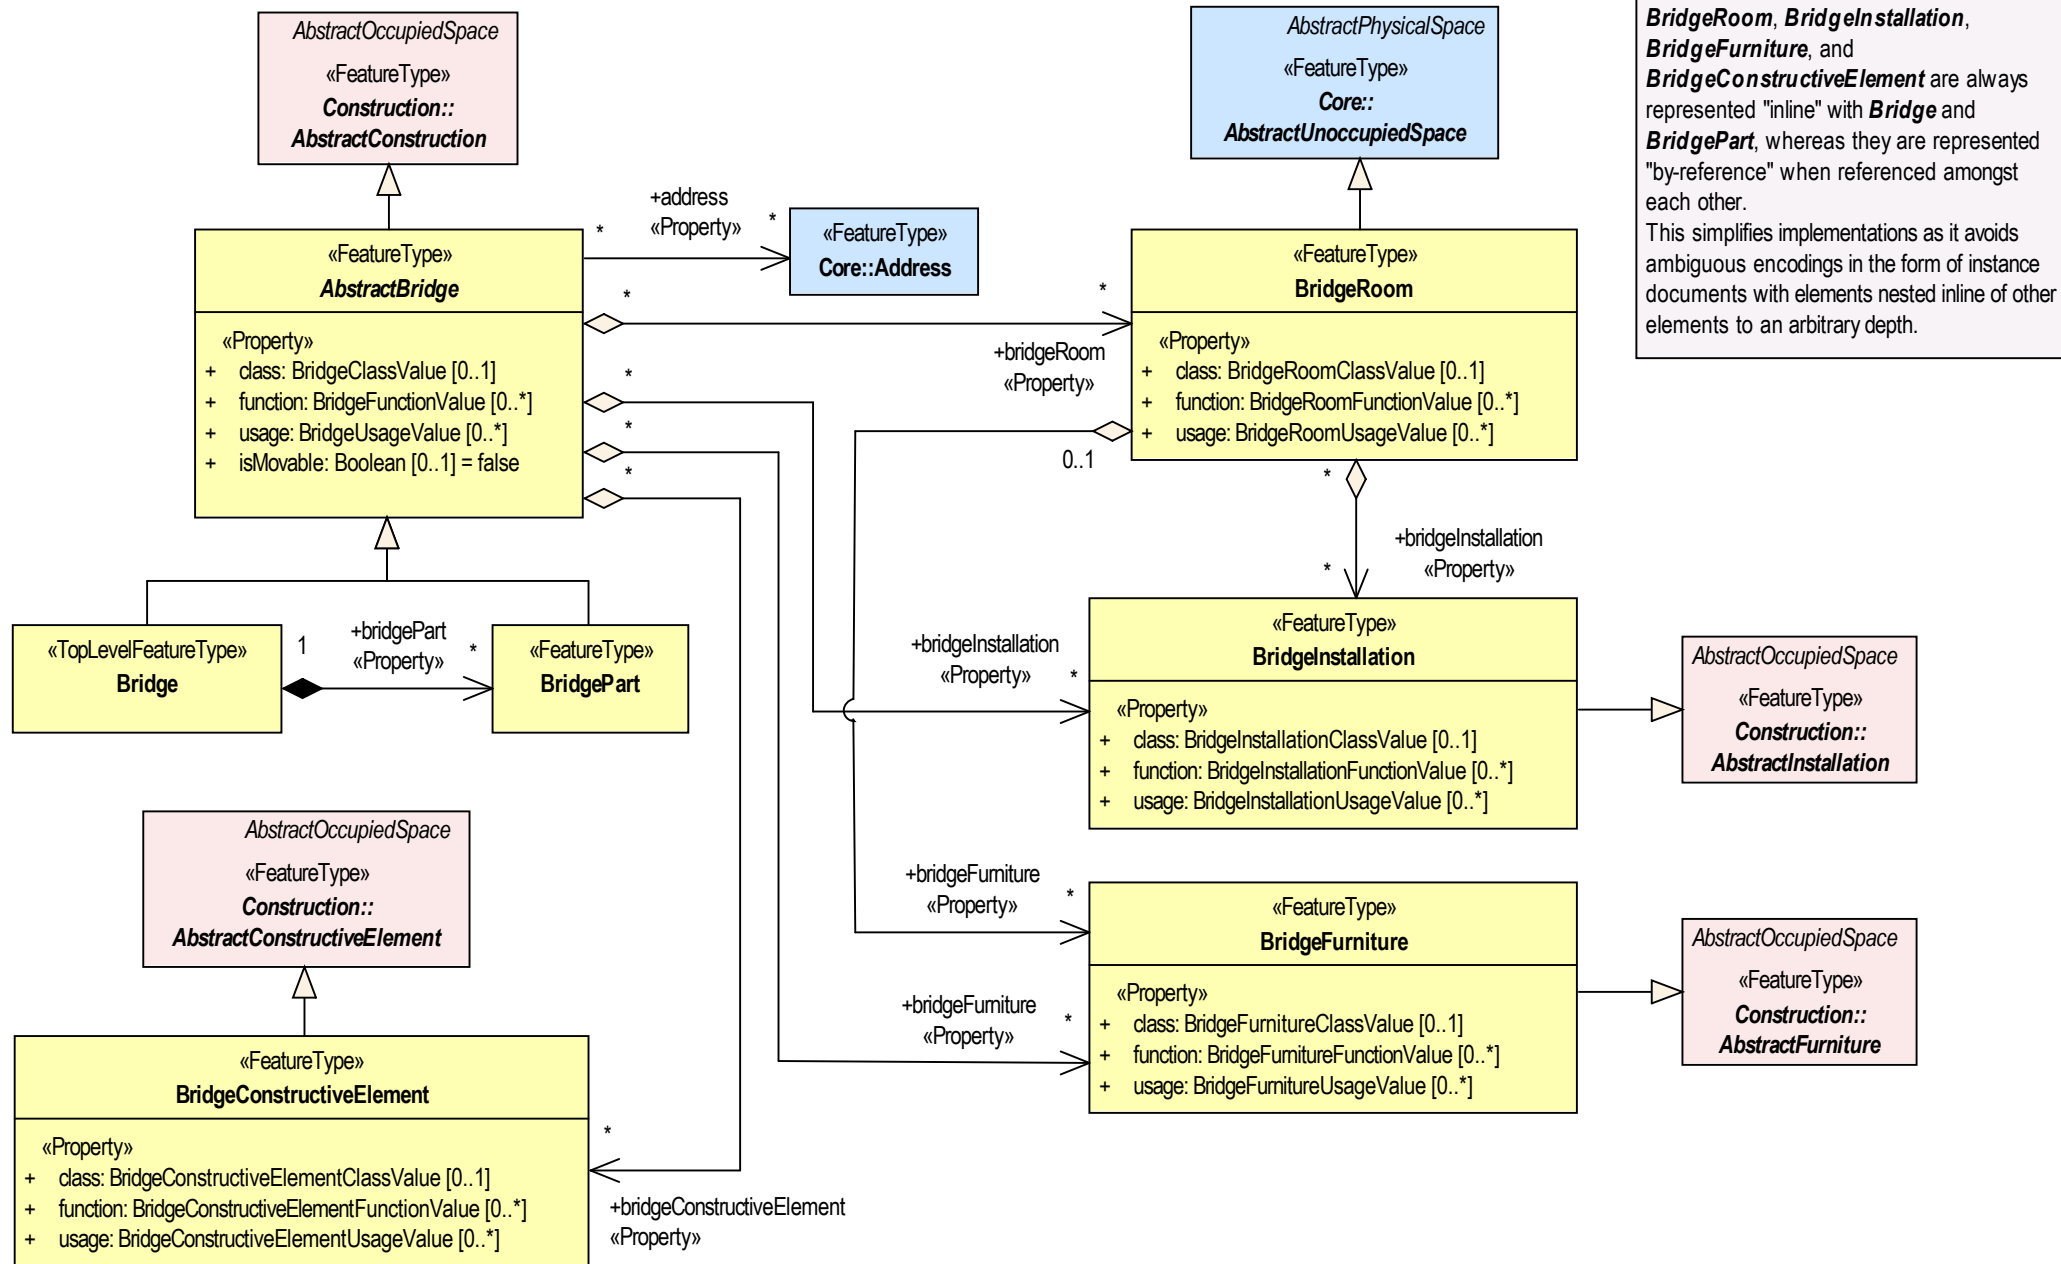 AbstractOccupiedSpace
«FeatureType»
Construction::
AbstractConstruction
AbstractPhysicalSpace
«FeatureType»
Core::
AbstractUnoccupiedSpace
BridgeRoom, BridgeInstallation,
BridgeFurniture, and
BridgeConstructiveElement are always
represented "inline" with Bridge and
BridgePart, whereas they are represented
"by-reference" when referenced amongst
each other.
This simplifies implementations as it avoids
ambiguous encodings in the form of instance
documents with elements nested inline of other
elements to an arbitrary depth.
+address
* «Property» *
«FeatureType»
Core::Address
«FeatureType»
AbstractBridge
«Property»
+ class: BridgeClassValue [0..1]
+ function: BridgeFunctionValue [0..*]
+ usage: BridgeUsageValue [0..*]
+ isMovable: Boolean [0..1] = false
*
*
*
*
*
+bridgeRoom
«Property»
0..1
«FeatureType»
BridgeRoom
«Property»
+ class: BridgeRoomClassValue [0..1]
+ function: BridgeRoomFunctionValue [0..*]
+ usage: BridgeRoomUsageValue [0..*]
*
+bridgeInstallation
* «Property»
«TopLevelFeatureType»
Bridge
1
+bridgePart
«Property» *
«FeatureType»
BridgePart
+bridgeInstallation
«Property» *
«FeatureType»
BridgeInstallation
«Property»
+ class: BridgeInstallationClassValue [0..1]
+ function: BridgeInstallationFunctionValue [0..*]
+ usage: BridgeInstallationUsageValue [0..*]
AbstractOccupiedSpace
«FeatureType»
Construction::
AbstractInstallation
AbstractOccupiedSpace
«FeatureType»
Construction::
AbstractConstructiveElement
+bridgeFurniture
«Property» *
+bridgeFurniture
«Property» *
«FeatureType»
BridgeFurniture
«Property»
+ class: BridgeFurnitureClassValue [0..1]
+ function: BridgeFurnitureFunctionValue [0..*]
+ usage: BridgeFurnitureUsageValue [0..*]
AbstractOccupiedSpace
«FeatureType»
Construction::
AbstractFurniture
«FeatureType»
BridgeConstructiveElement
«Property»
+ class: BridgeConstructiveElementClassValue [0..1]
+ function: BridgeConstructiveElementFunctionValue [0..*]
+ usage: BridgeConstructiveElementUsageValue [0..*]
*
+bridgeConstructiveElement
«Property»